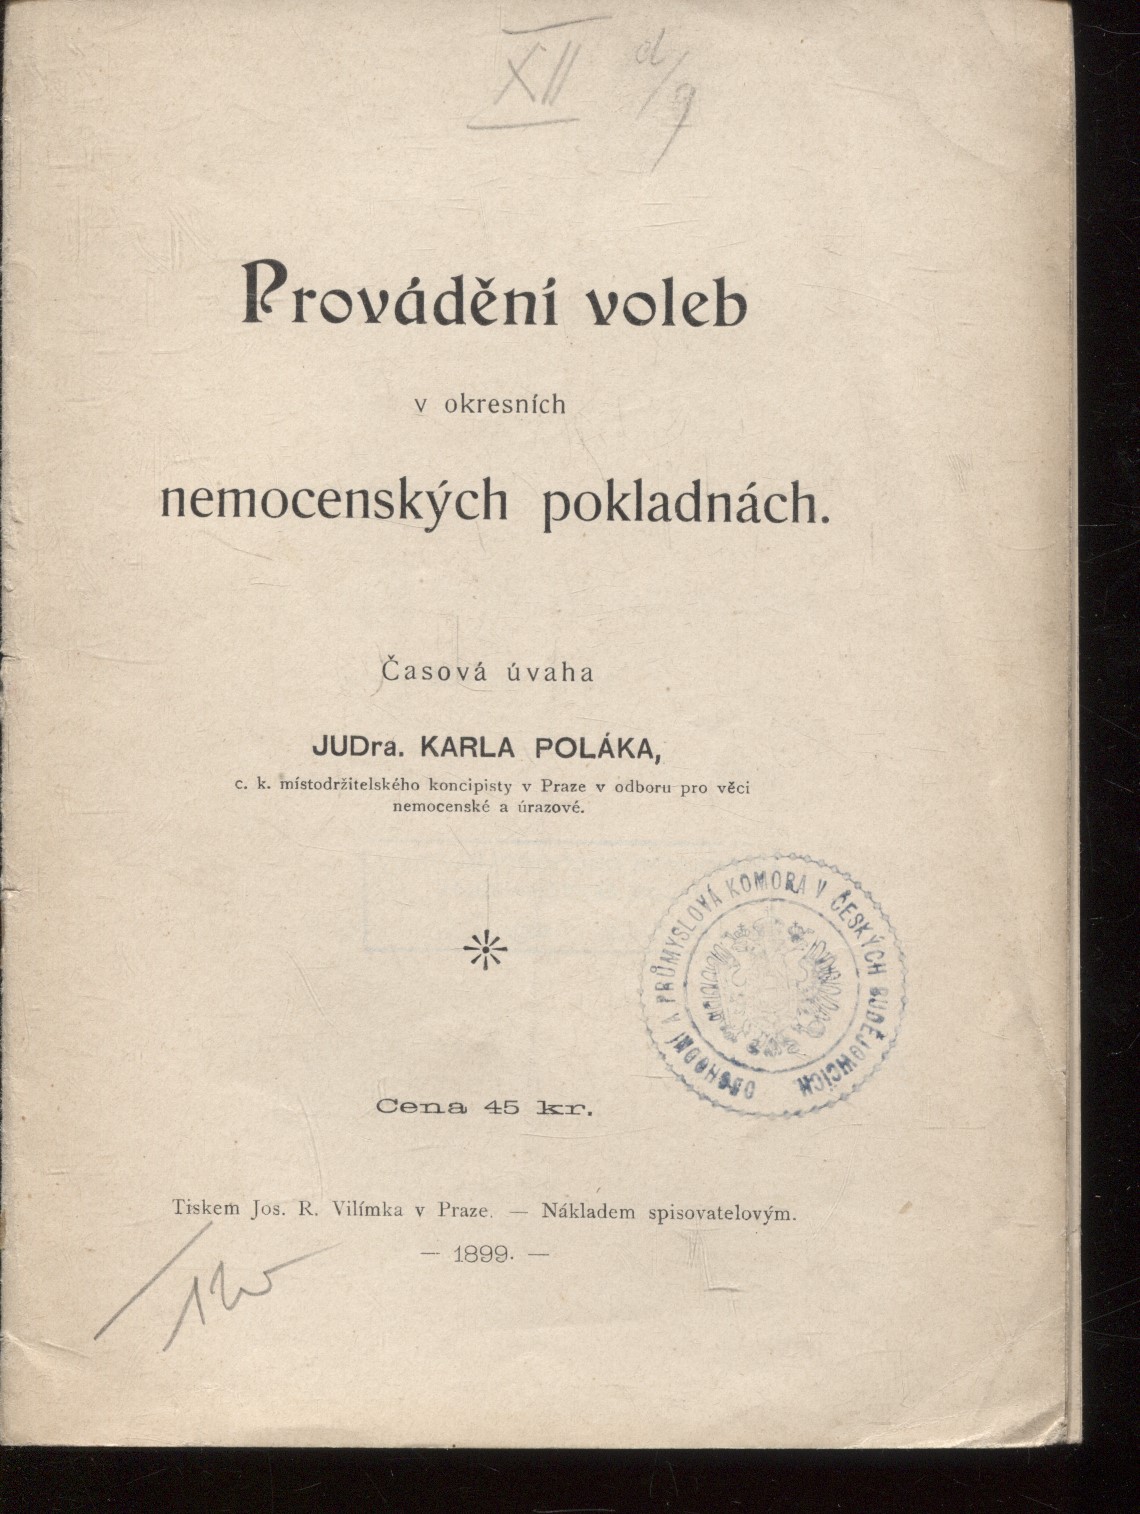 XII d/9
Provádění voleb
v okresních
nemocenských pokladnách.
Časová úvaha
JUDra. KARLA POLÁKA,
c. k. místodržitelského koncipisty v Praze v odboru pro věci
nemocenské a úrazové.
OBCHODNÍ A PRŮMYSLOVÁ KOMORA V ČESKÝCH BUDĚJOVICÍCH
Cena 45 kr.
Tiskem Jos. R. Vilímka v Praze. — Nákladem spisovatelovým.
— 1899. —